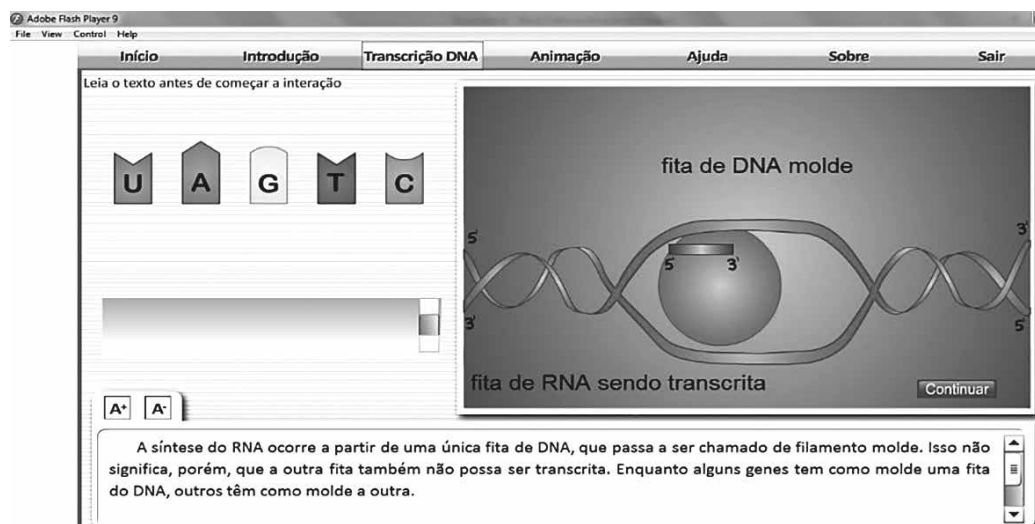 Adobe Flash Player 9
File View Control Help
Início Introdução Transcrição DNA Animação Ajuda Sobre Sair
Leia o texto antes de começar a interação
U A G T C
fita de DNA molde
5' 3'
5' 3'
3' 5'
fita de RNA sendo transcrita
Continuar
A+ A-
A síntese do RNA ocorre a partir de uma única fita de DNA, que passa a ser chamado de filamento molde. Isso não
significa, porém, que a outra fita também não possa ser transcrita. Enquanto alguns genes tem como molde uma fita
do DNA, outros têm como molde a outra.